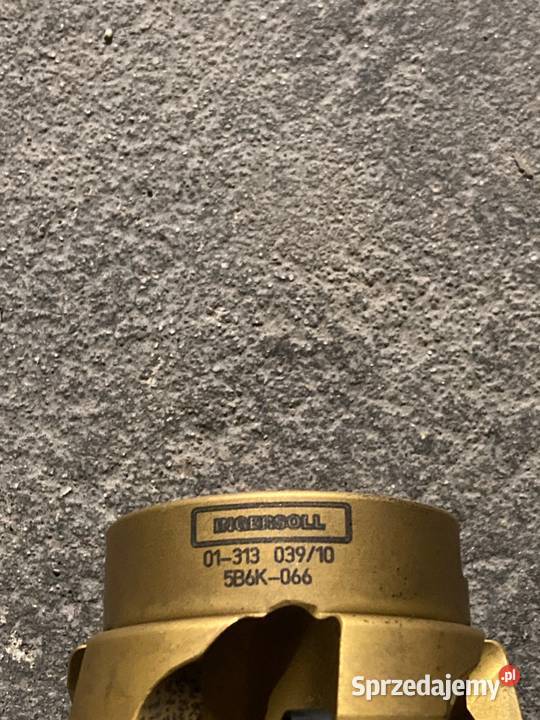 INGERSOLL
01-313 039/10
5B6K-066
Sprzedajemy.pl